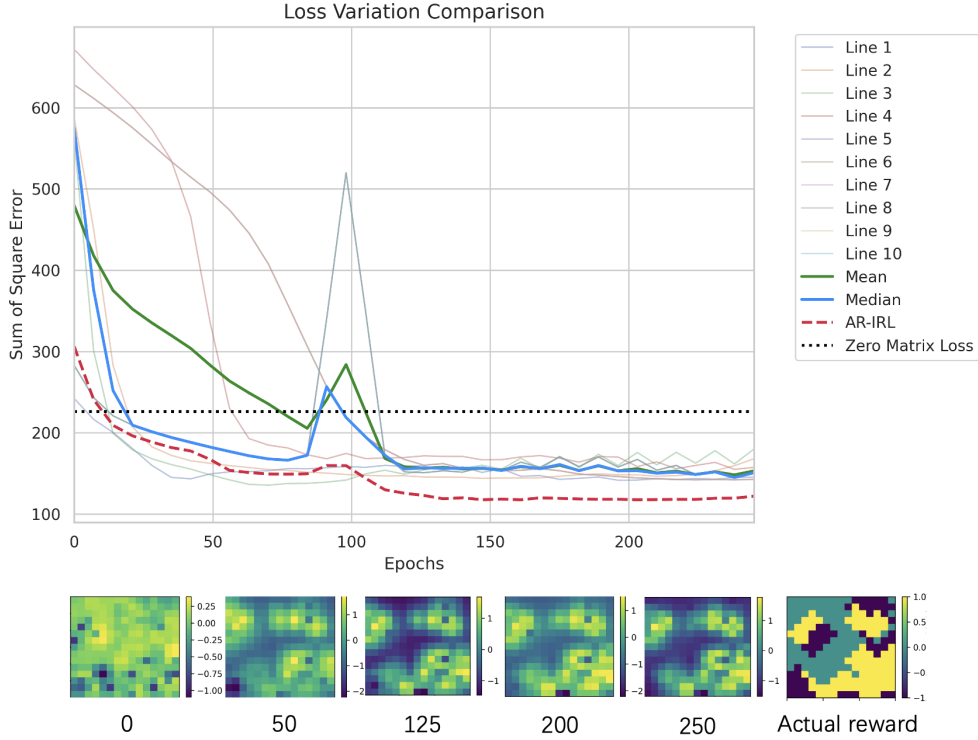 Loss Variation Comparison
Sum of Square Error
600
500
400
300
200
100
0
50
100
150
200
Epochs
Line 1
Line 2
Line 3
Line 4
Line 5
Line 6
Line 7
Line 8
Line 9
Line 10
Mean
Median
AR-IRL
Zero Matrix Loss
0.25
0.00
−0.25
−0.50
−0.75
−1.00
1
0
−1
−2
1
0
−1
1
0
−1
−2
1
0
−1
−2
1.0
0.5
0.0
−0.5
−1
0
50
125
200
250
Actual reward